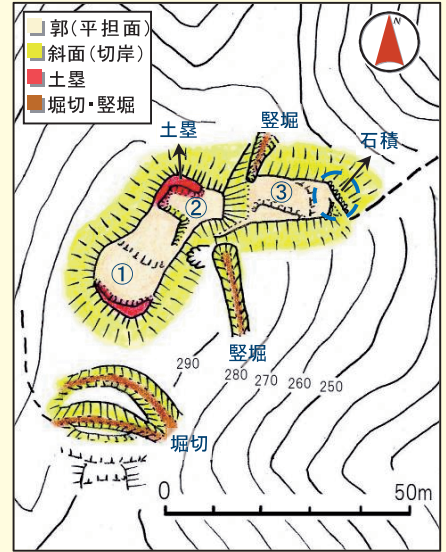 郭(平担面)
斜面(切岸)
土塁
堀切・竪堀
N
竪堀
石積
土塁
②
③
①
竪堀
290
280
270
260
250
堀切
0
50m